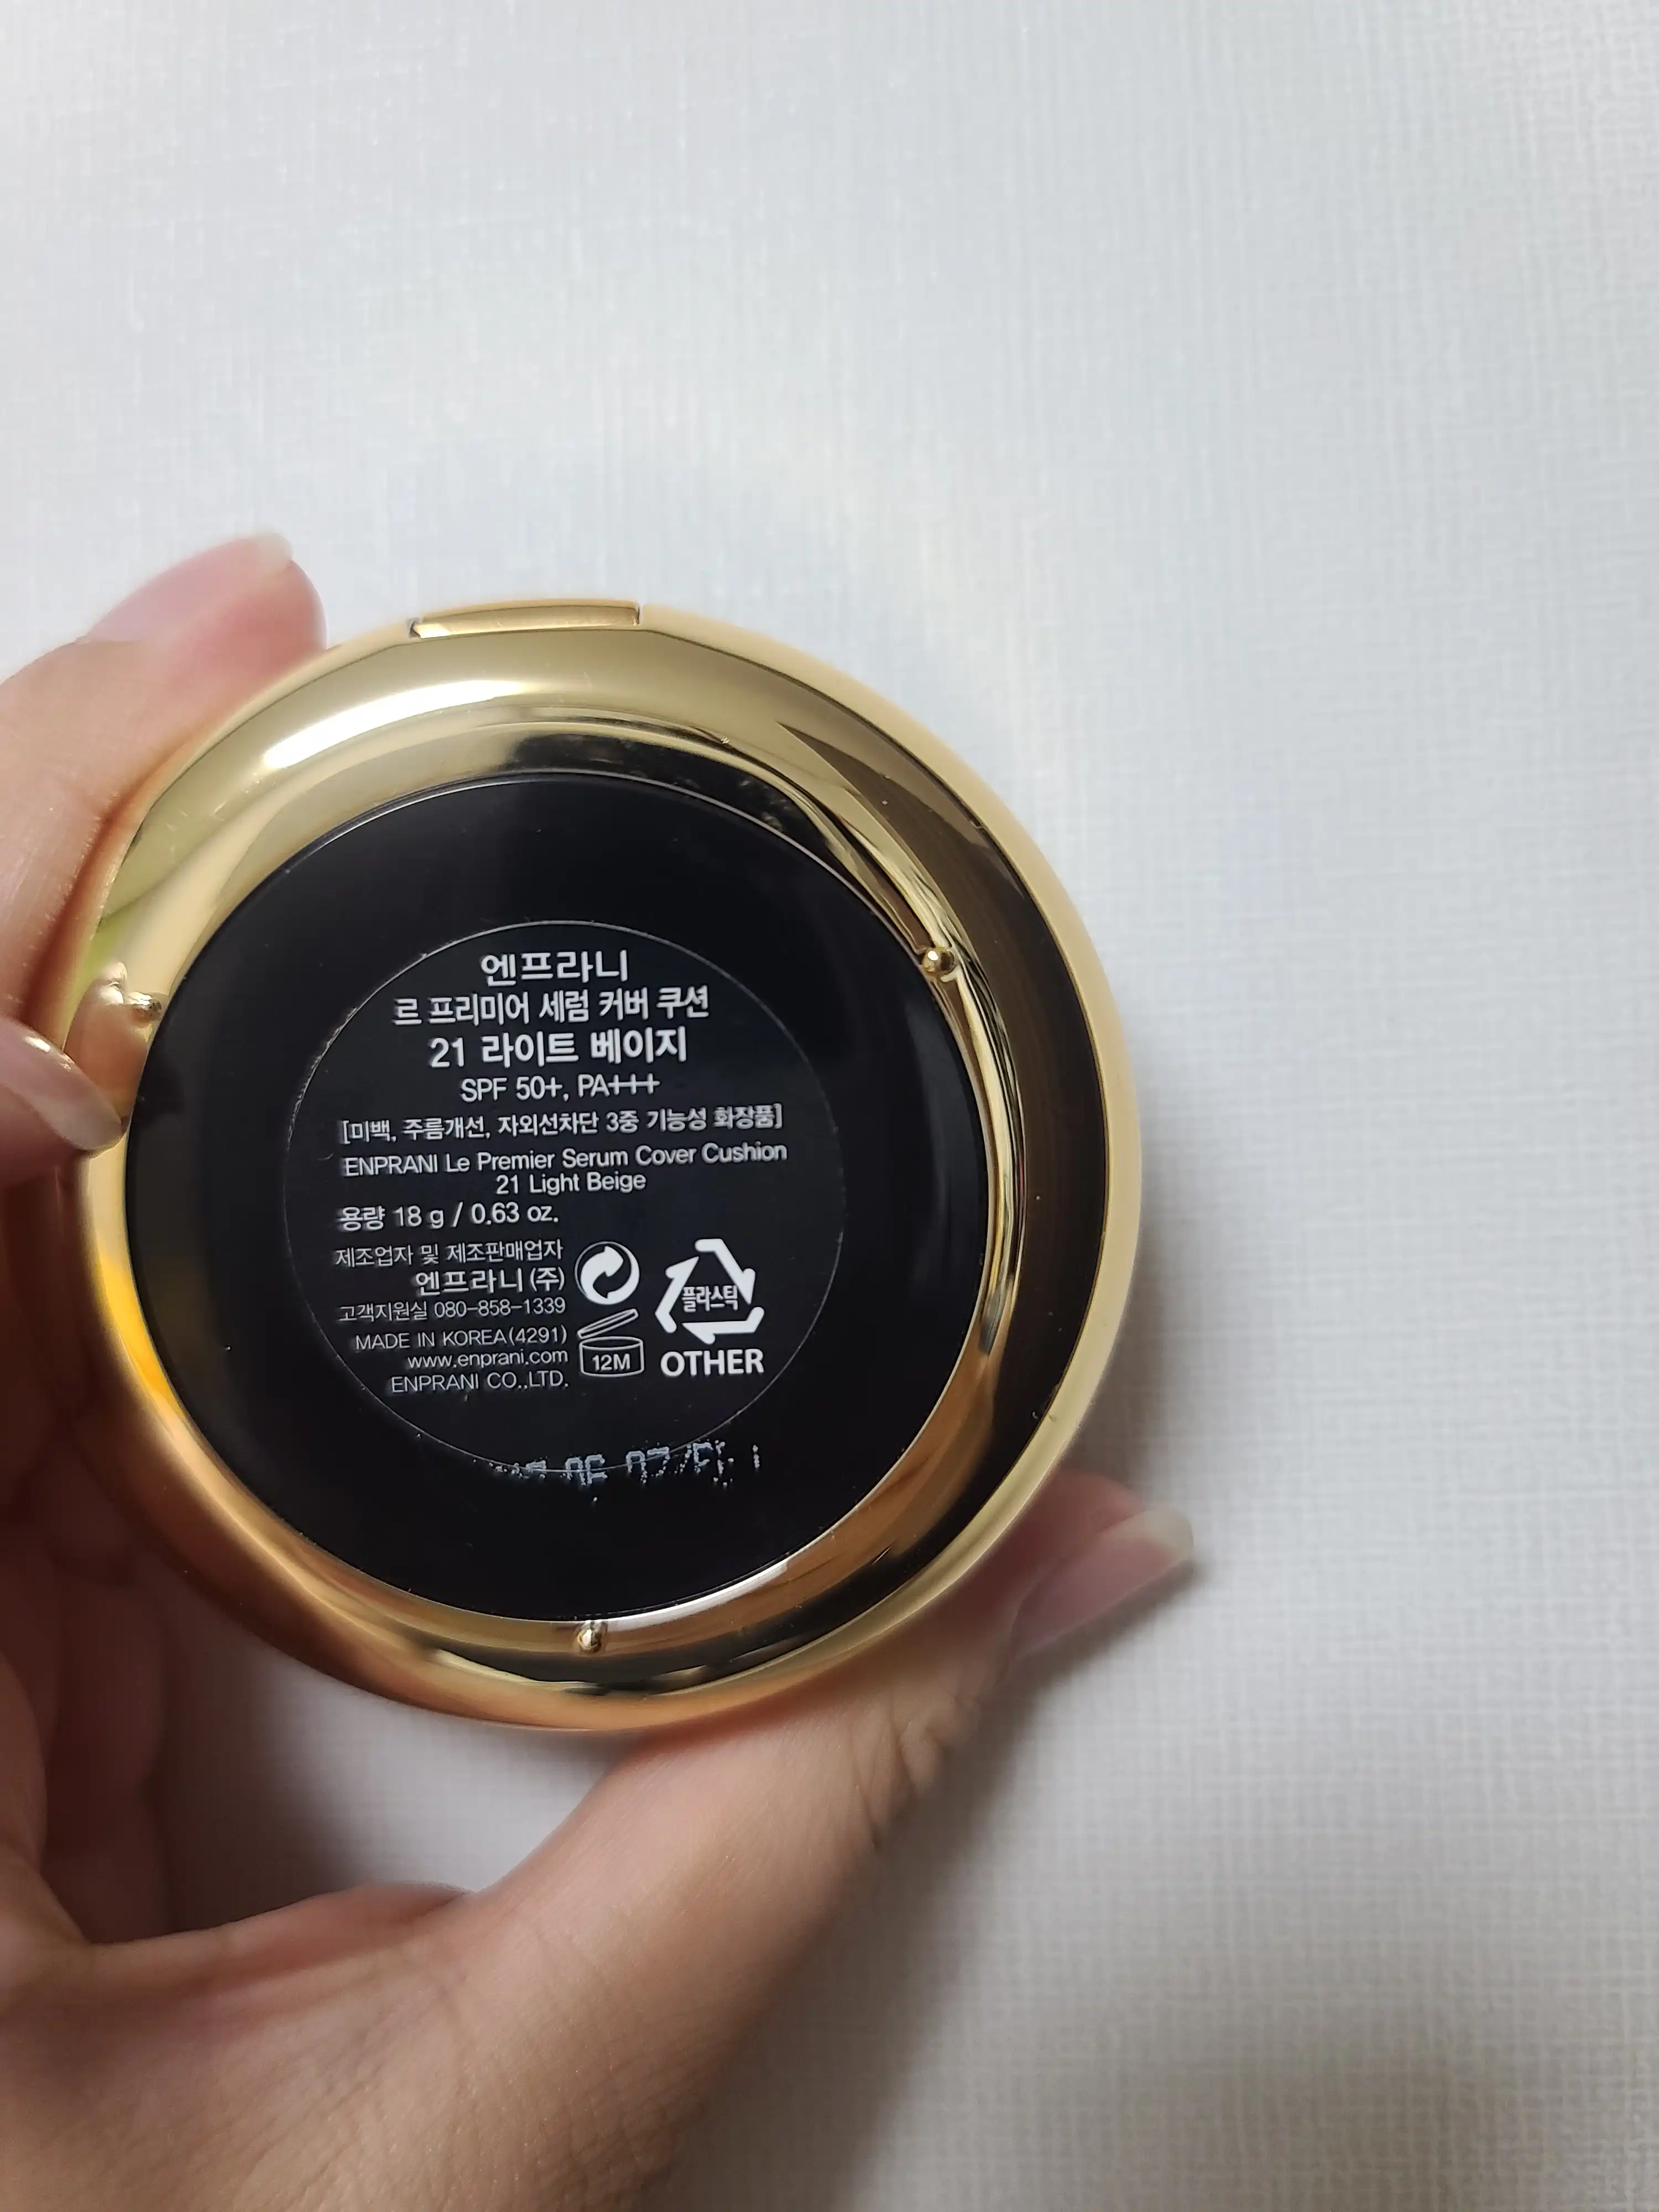 엔프라니
르 프리미어 세럼 커버 쿠션
21 라이트 베이지
SPF 50+, PA+++
[미백, 주름개선, 자외선차단 3중 기능성 화장품]
ENPRANI Le Premier Serum Cover Cushion
21 Light Beige
용량 18 g / 0.63 oz.
제조업자 및 제조판매업자
엔프라니(주)
고객지원실 080-858-1339
MADE IN KOREA(4291)
www.enprani.com
ENPRANI CO.,LTD.
12M
플라스틱
OTHER